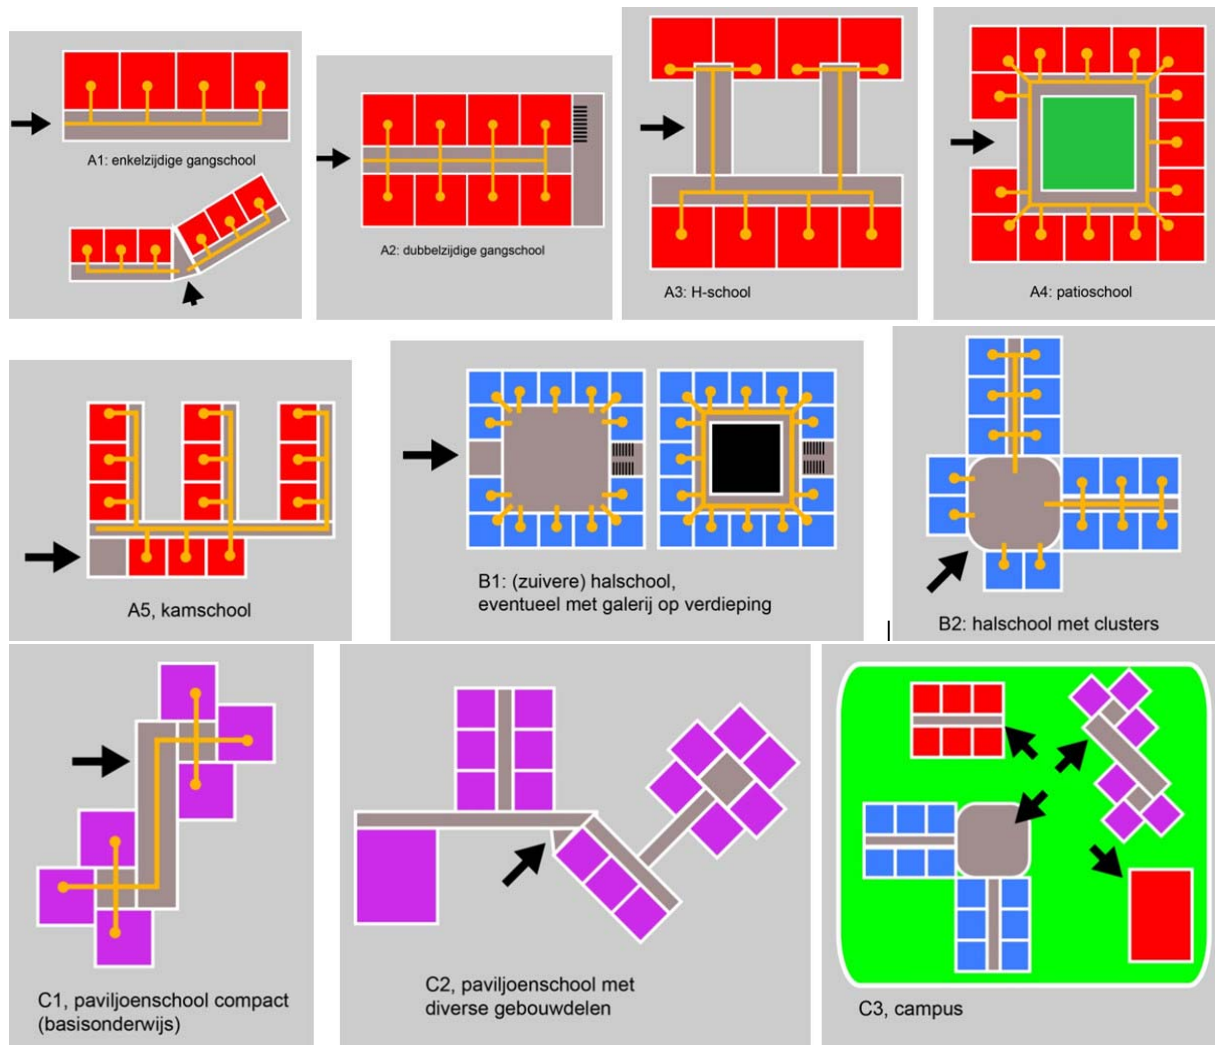 A1: enkelzijdige gangschool
A2: dubbelzijdige gangschool
A3: H-school
A4: patioschool
A5, kamschool
B1: (zuivere) halschool,
eventueel met galerij op verdieping
B2: halschool met clusters
C1, paviljoenschool compact
(basisonderwijs)
C2, paviljoenschool met
diverse gebouwdelen
C3, campus